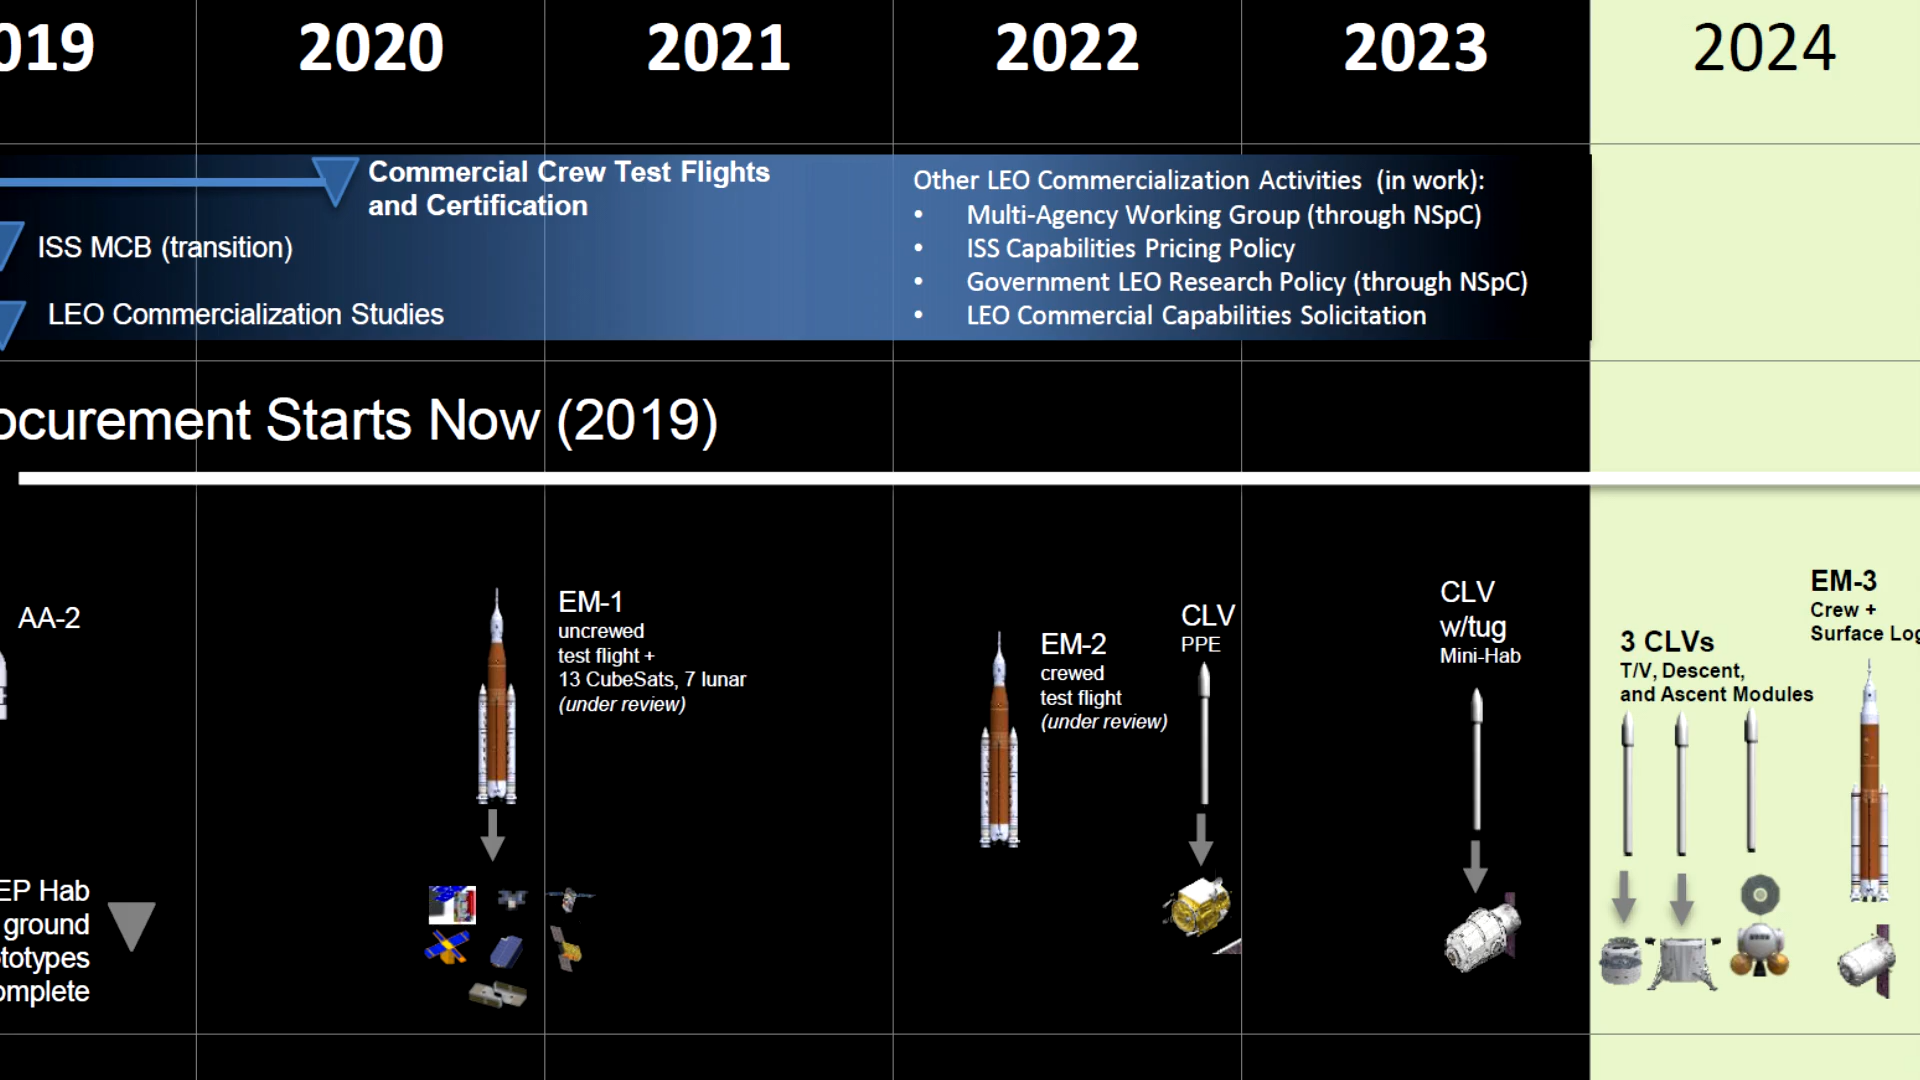 019 2020 2021 2022 2023 2024
Commercial Crew Test Flights
and Certification
ISS MCB (transition)
LEO Commercialization Studies
Other LEO Commercialization Activities (in work):
• Multi-Agency Working Group (through NSpC)
• ISS Capabilities Pricing Policy
• Government LEO Research Policy (through NSpC)
• LEO Commercial Capabilities Solicitation
ocurement Starts Now (2019)
AA-2
EP Hab
ground
totypes
omplete
EM-1
uncrewed
test flight +
13 CubeSats, 7 lunar
(under review)
EM-2
crewed
test flight
(under review)
CLV
PPE
CLV
w/tug
Mini-Hab
3 CLVs
T/V, Descent,
and Ascent Modules
EM-3
Crew +
Surface Log